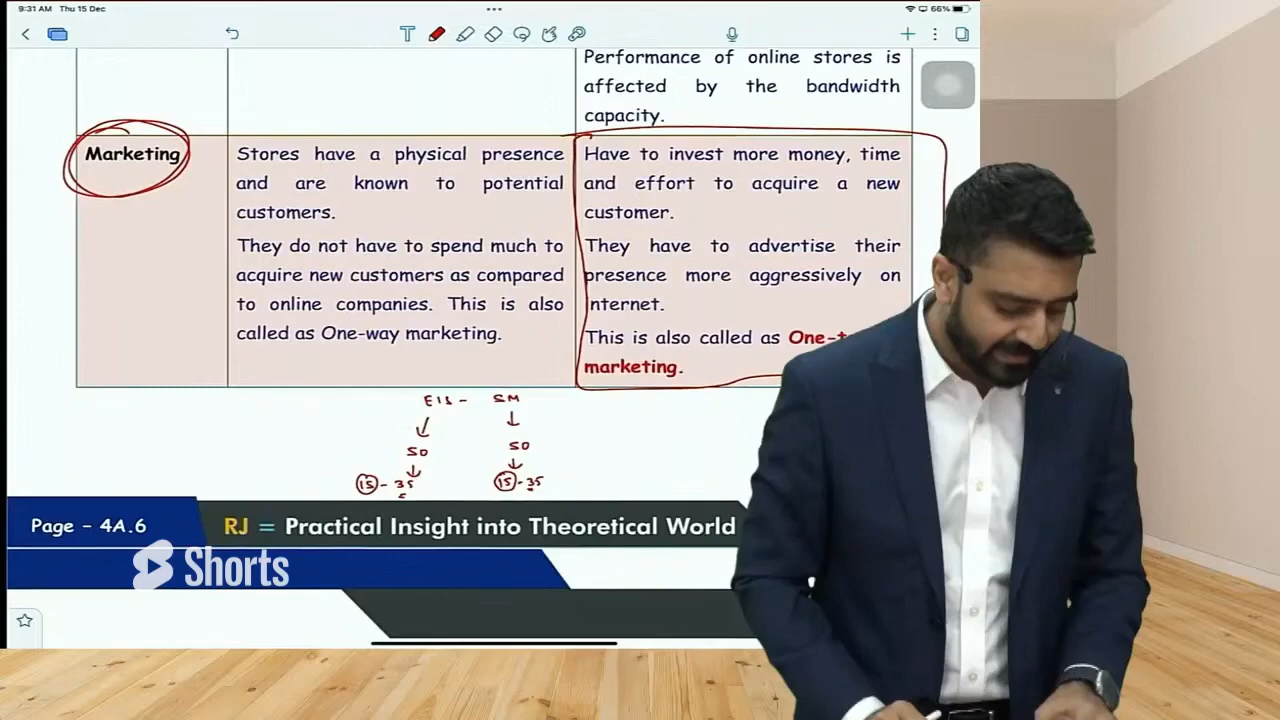 9:31 AM Thu 15 Dec
66%
Performance of online stores is
affected by the bandwidth
capacity.
Marketing
Stores have a physical presence
and are known to potential
customers.
They do not have to spend much to
acquire new customers as compared
to online companies. This is also
called as One-way marketing.
Have to invest more money, time
and effort to acquire a new
customer.
They have to advertise their
presence more aggressively on
internet.
This is also called as One-t
marketing.
EIS - SM
50 50
15 - 35 15 - 35
Page - 4A.6
RJ = Practical Insight into Theoretical World
Shorts